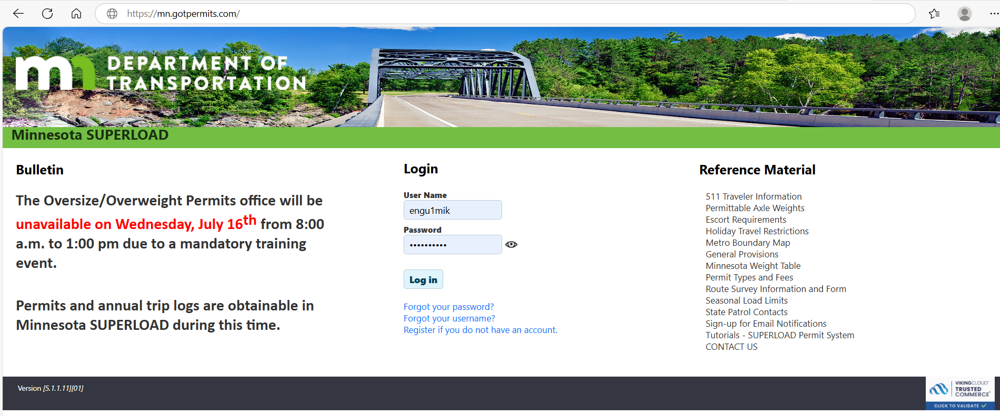 https://mn.gotpermits.com/
mn DEPARTMENT OF
TRANSPORTATION
Minnesota SUPERLOAD
Bulletin
The Oversize/Overweight Permits office will be
unavailable on Wednesday, July 16th from 8:00
a.m. to 1:00 pm due to a mandatory training
event.
Permits and annual trip logs are obtainable in
Minnesota SUPERLOAD during this time.
Login
User Name
engu1mik
Password
••••••••••
Log in
Forgot your password?
Forgot your username?
Register if you do not have an account.
Reference Material
511 Traveler Information
Permittable Axle Weights
Escort Requirements
Holiday Travel Restrictions
Metro Boundary Map
General Provisions
Minnesota Weight Table
Permit Types and Fees
Route Survey Information and Form
Seasonal Load Limits
State Patrol Contacts
Sign-up for Email Notifications
Tutorials - SUPERLOAD Permit System
CONTACT US
Version [5.1.1.11][01]
VIKINGCLOUD™
TRUSTED
COMMERCE®
CLICK TO VALIDATE